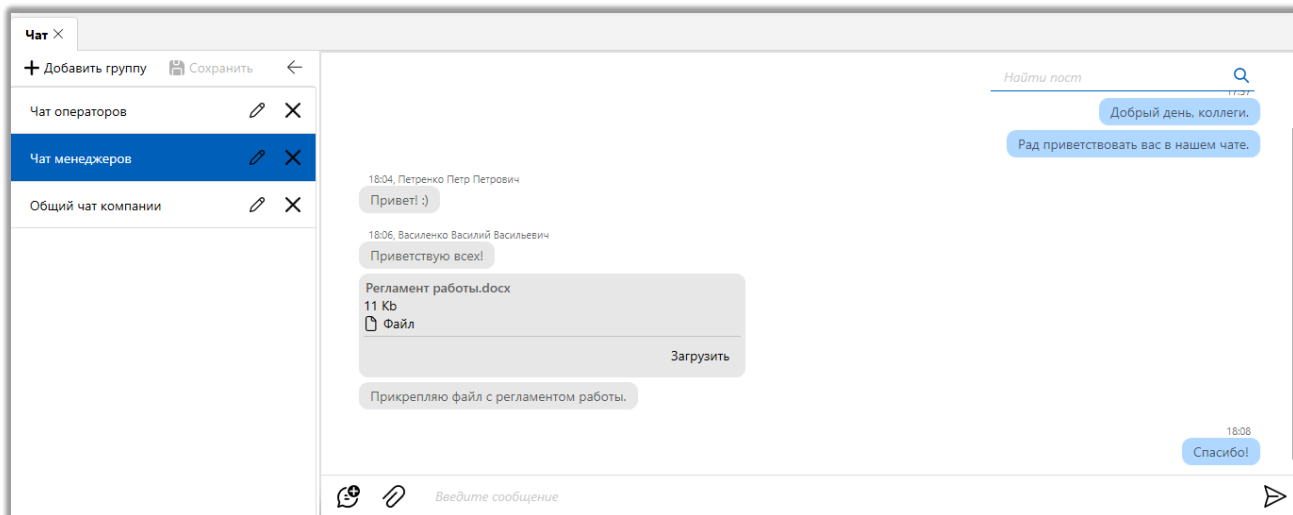 Чат
Добавить группу Сохранить
Чат операторов
Чат менеджеров
Общий чат компании
Найти пост
17:57
Добрый день, коллеги.
Рад приветствовать вас в нашем чате.
18:04, Петренко Петр Петрович
Привет! :)
18:06, Василенко Василий Васильевич
Приветствую всех!
Регламент работы.docx
11 Kb
Файл
Загрузить
Прикрепляю файл с регламентом работы.
18:08
Спасибо!
Введите сообщение